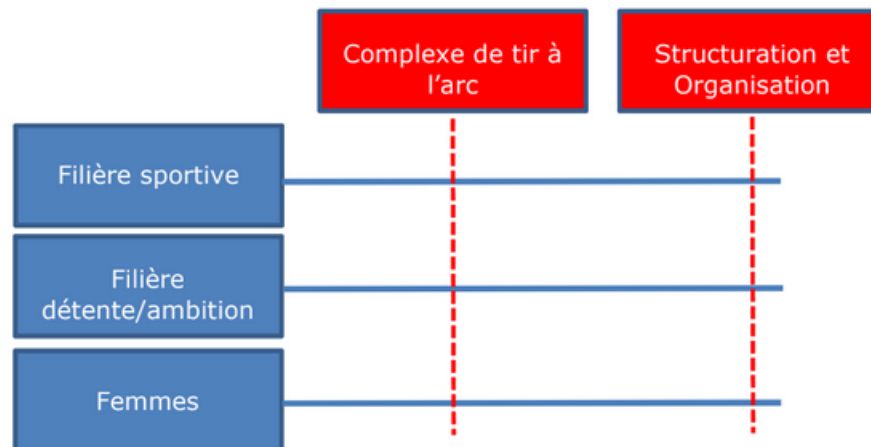 Complexe de tir à
l'arc
Structuration et
Organisation
Filière sportive
Filière
détente/ambition
Femmes